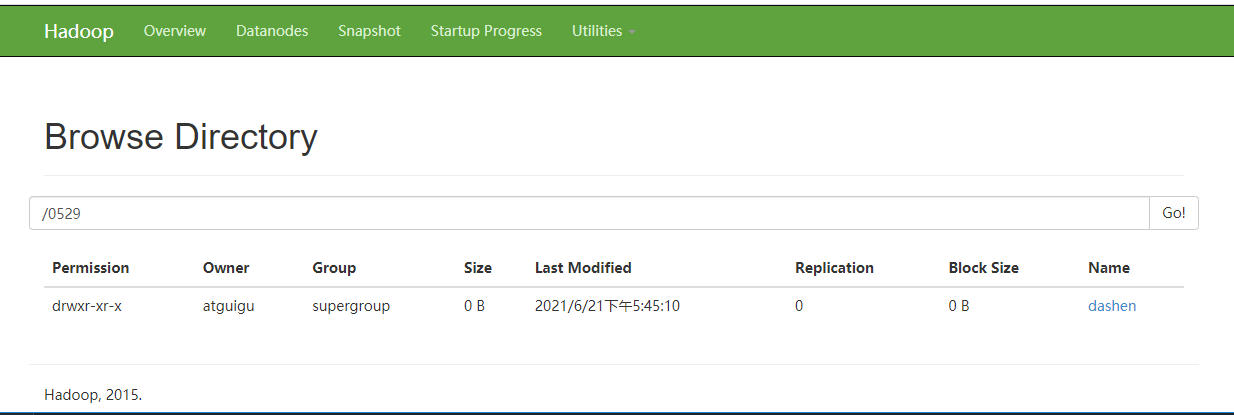 Hadoop Overview Datanodes Snapshot Startup Progress Utilities
Browse Directory
/0529 Go!
Permission Owner Group Size Last Modified Replication Block Size Name
drwxr-xr-x atguigu supergroup 0 B 2021/6/21下午5:45:10 0 0 B dashen
Hadoop, 2015.